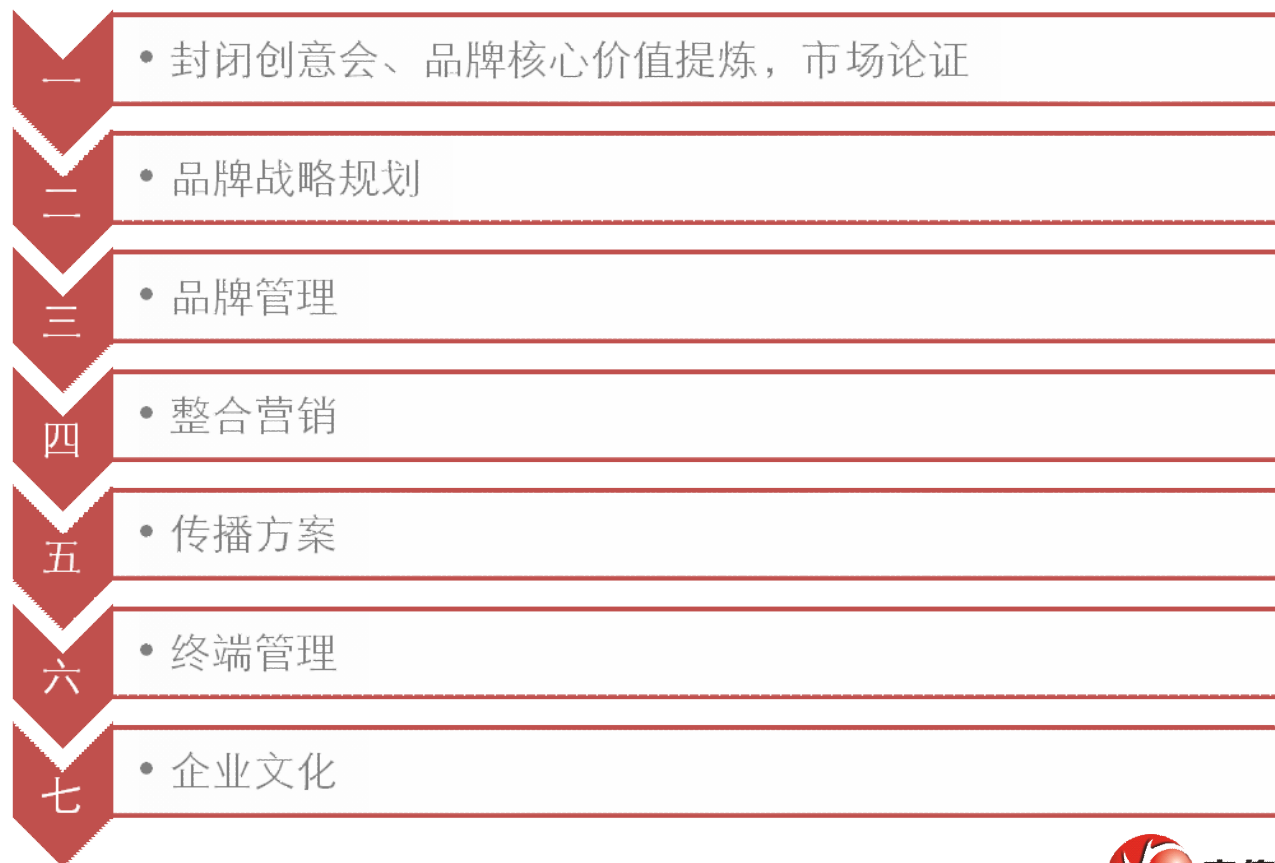 一
• 封闭创意会、品牌核心价值提炼，市场论证
二
• 品牌战略规划
三
• 品牌管理
四
• 整合营销
五
• 传播方案
六
• 终端管理
七
• 企业文化